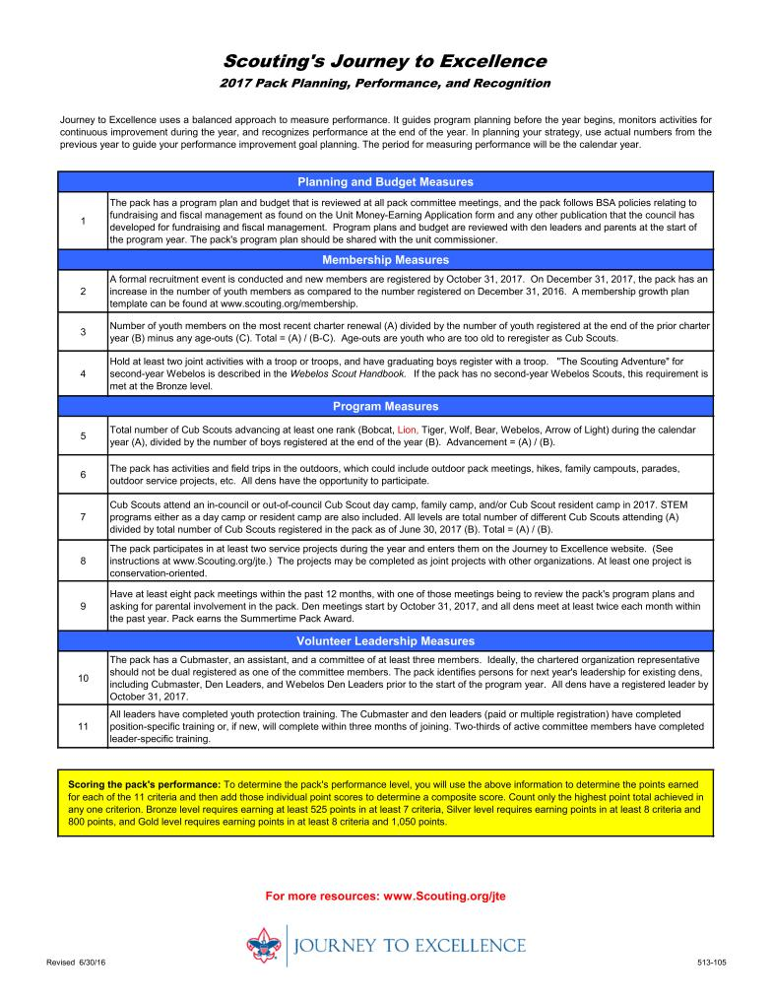 Scouting's Journey to Excellence
2017 Pack Planning, Performance, and Recognition
Journey to Excellence uses a balanced approach to measure performance. It guides program planning before the year begins, monitors activities for
continuous improvement during the year, and recognizes performance at the end of the year. In planning your strategy, use actual numbers from the
previous year to guide your performance improvement goal planning. The period for measuring performance will be the calendar year.
Planning and Budget Measures
1
The pack has a program plan and budget that is reviewed at all pack committee meetings, and the pack follows BSA policies relating to
fundraising and fiscal management as found on the Unit Money-Earning Application form and any other publication that the council has
developed for fundraising and fiscal management. Program plans and budget are reviewed with den leaders and parents at the start of
the program year. The pack's program plan should be shared with the unit commissioner.
Membership Measures
2
A formal recruitment event is conducted and new members are registered by October 31, 2017. On December 31, 2017, the pack has an
increase in the number of youth members as compared to the number registered on December 31, 2016. A membership growth plan
template can be found at www.scouting.org/membership.
3
Number of youth members on the most recent charter renewal (A) divided by the number of youth registered at the end of the prior charter
year (B) minus any age-outs (C). Total = (A) / (B-C). Age-outs are youth who are too old to reregister as Cub Scouts.
4
Hold at least two joint activities with a troop or troops, and have graduating boys register with a troop. "The Scouting Adventure" for
second-year Webelos is described in the Webelos Scout Handbook. If the pack has no second-year Webelos Scouts, this requirement is
met at the Bronze level.
Program Measures
5
Total number of Cub Scouts advancing at least one rank (Bobcat, Lion, Tiger, Wolf, Bear, Webelos, Arrow of Light) during the calendar
year (A), divided by the number of boys registered at the end of the year (B). Advancement = (A) / (B).
6
The pack has activities and field trips in the outdoors, which could include outdoor pack meetings, hikes, family campouts, parades,
outdoor service projects, etc. All dens have the opportunity to participate.
7
Cub Scouts attend an in-council or out-of-council Cub Scout day camp, family camp, and/or Cub Scout resident camp in 2017. STEM
programs either as a day camp or resident camp are also included. All levels are total number of different Cub Scouts attending (A)
divided by total number of Cub Scouts registered in the pack as of June 30, 2017 (B). Total = (A) / (B).
8
The pack participates in at least two service projects during the year and enters them on the Journey to Excellence website. (See
instructions at www.Scouting.org/jte.) The projects may be completed as joint projects with other organizations. At least one project is
conservation-oriented.
9
Have at least eight pack meetings within the past 12 months, with one of those meetings being to review the pack's program plans and
asking for parental involvement in the pack. Den meetings start by October 31, 2017, and all dens meet at least twice each month within
the past year. Pack earns the Summertime Pack Award.
Volunteer Leadership Measures
10
The pack has a Cubmaster, an assistant, and a committee of at least three members. Ideally, the chartered organization representative
should not be dual registered as one of the committee members. The pack identifies persons for next year's leadership for existing dens,
including Cubmaster, Den Leaders, and Webelos Den Leaders prior to the start of the program year. All dens have a registered leader by
October 31, 2017.
11
All leaders have completed youth protection training. The Cubmaster and den leaders (paid or multiple registration) have completed
position-specific training or, if new, will complete within three months of joining. Two-thirds of active committee members have completed
leader-specific training.
Scoring the pack's performance: To determine the pack's performance level, you will use the above information to determine the points earned
for each of the 11 criteria and then add those individual point scores to determine a composite score. Count only the highest point total achieved in
any one criterion. Bronze level requires earning at least 525 points in at least 7 criteria, Silver level requires earning points in at least 8 criteria and
800 points, and Gold level requires earning points in at least 8 criteria and 1,050 points.
For more resources: www.Scouting.org/jte
JOURNEY TO EXCELLENCE
Revised 6/30/16
513-105